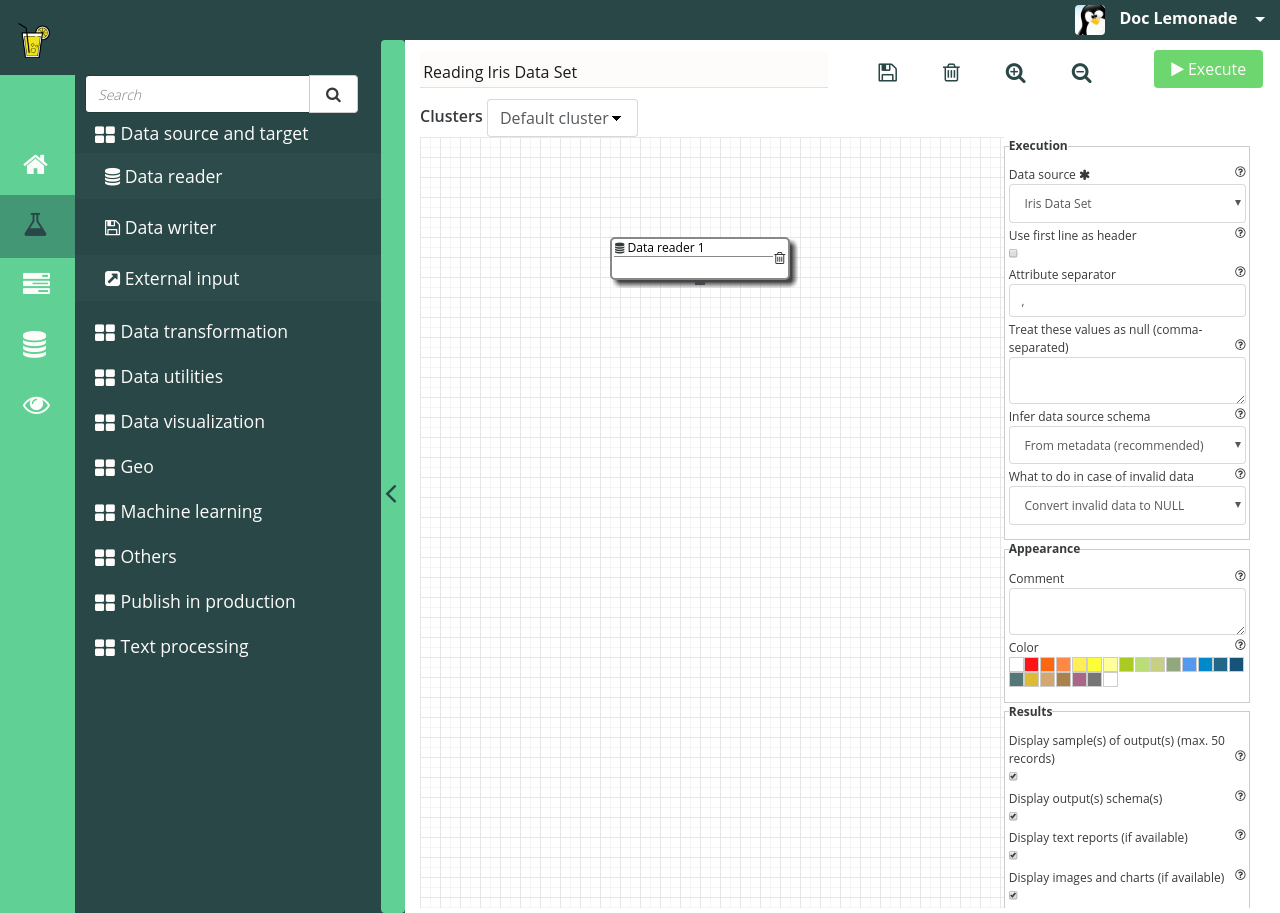 Doc Lemonade
Search
Data source and target
Data reader
Data writer
External input
Data transformation
Data utilities
Data visualization
Geo
Machine learning
Others
Publish in production
Text processing
Reading Iris Data Set
Execute
Clusters
Default cluster
Data reader 1
Execution
Data source ✱
Iris Data Set
Use first line as header
Attribute separator
,
Treat these values as null (comma-
separated)
Infer data source schema
From metadata (recommended)
What to do in case of invalid data
Convert invalid data to NULL
Appearance
Comment
Color
Results
Display sample(s) of output(s) (max. 50
records)
Display output(s) schema(s)
Display text reports (if available)
Display images and charts (if available)